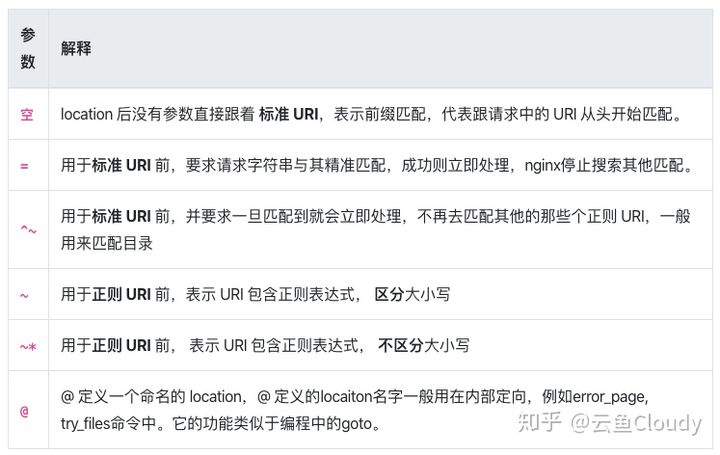 参数 解释
空 location 后没有参数直接跟着 标准 URI，表示前缀匹配，代表跟请求中的 URI 从头开始匹配。
= 用于标准 URI 前，要求请求字符串与其精准匹配，成功则立即处理，nginx停止搜索其他匹配。
^~ 用于标准 URI 前，并要求一旦匹配到就会立即处理，不再去匹配其他的那些个正则 URI，一般
用来匹配目录
~ 用于正则 URI 前，表示 URI 包含正则表达式， 区分大小写
~* 用于正则 URI 前， 表示 URI 包含正则表达式， 不区分大小写
@ @ 定义一个命名的 location，@ 定义的locaiton名字一般用在内部定向，例如error_page,
try_files命令中。它的功能类似于编程中的goto。
知乎 @云鱼Cloudy